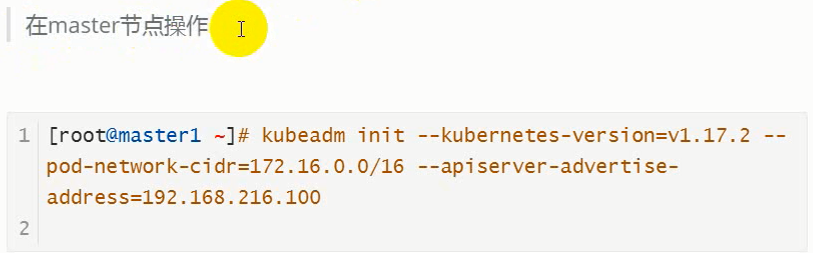 在master节点操作
1 [root@master1 ~]# kubeadm init --kubernetes-version=v1.17.2 --
pod-network-cidr=172.16.0.0/16 --apiserver-advertise-
address=192.168.216.100
2